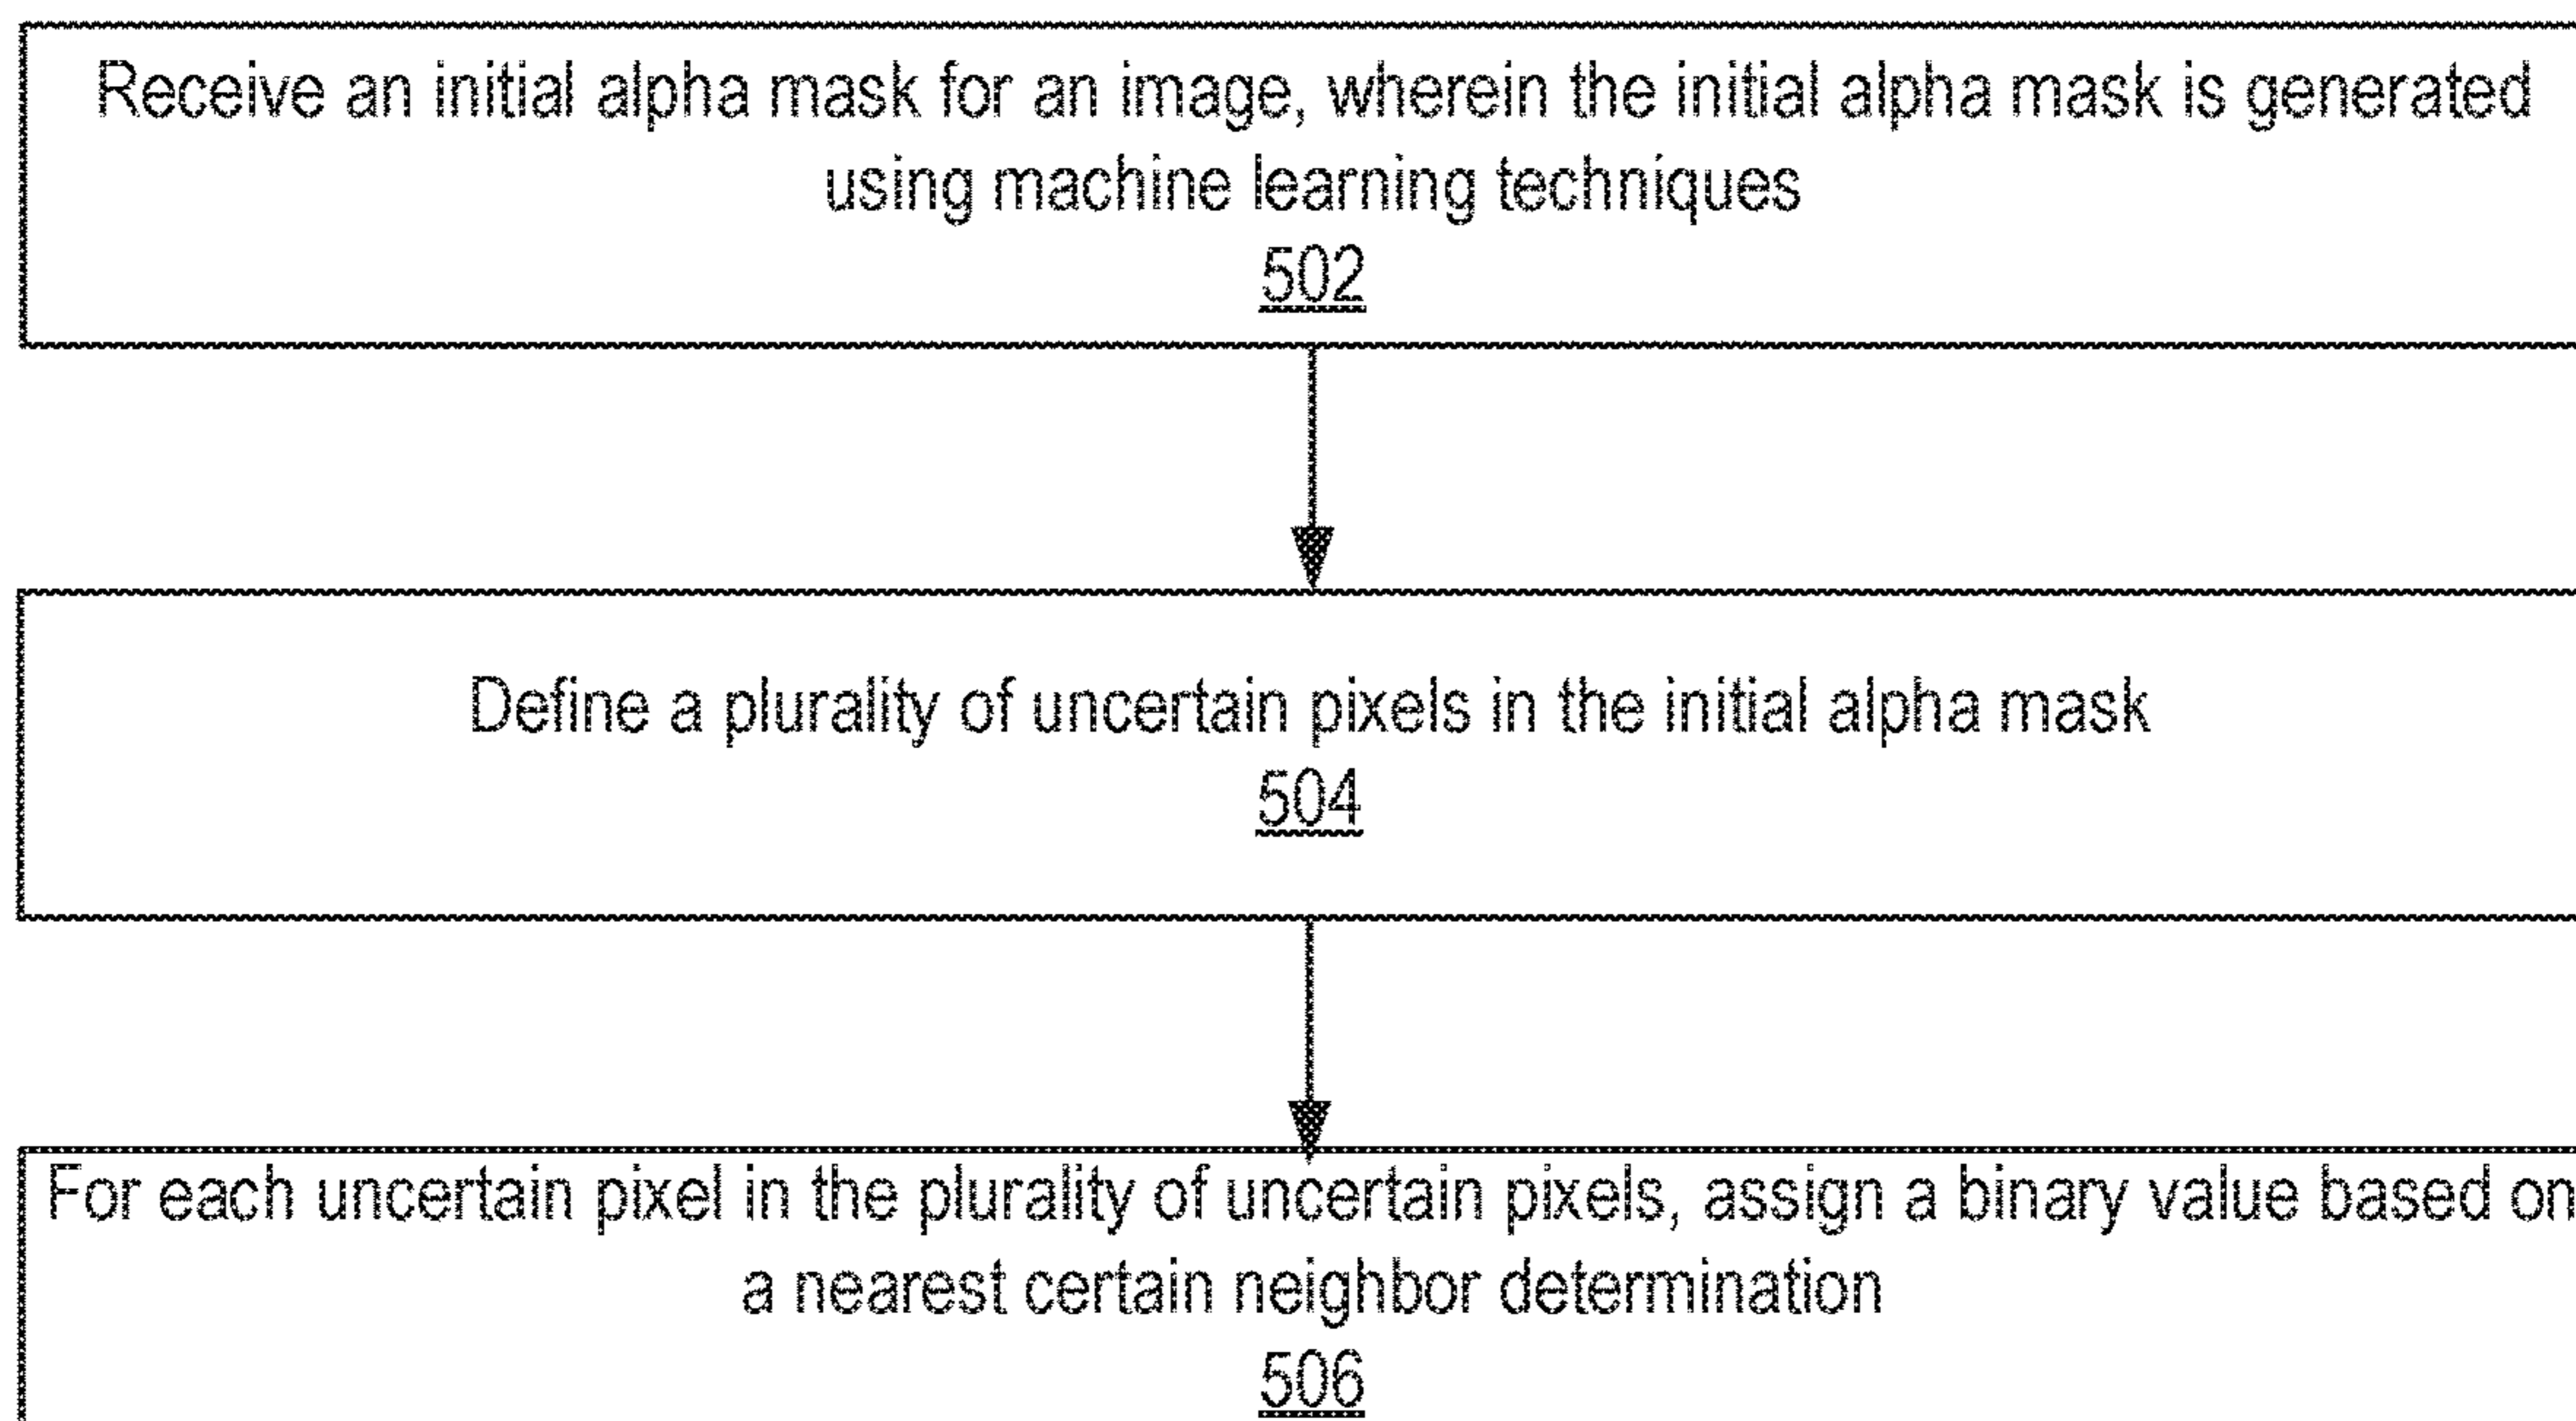 Receive an initial alpha mask for an image, wherein the initial alpha mask is generated
using machine learning techniques
502
Define a plurality of uncertain pixels in the initial alpha mask
504
For each uncertain pixel in the plurality of uncertain pixels, assign a binary value based on
a nearest certain neighbor determination
506